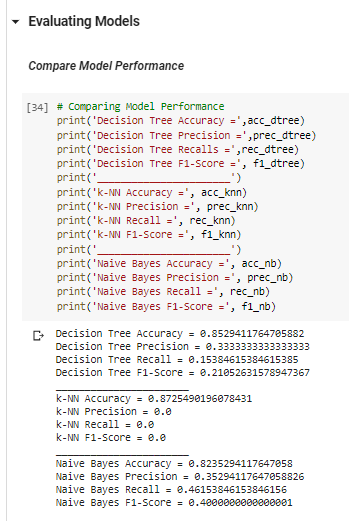 Evaluating Models
Compare Model Performance
[34] # Comparing Model Performance
print('Decision Tree Accuracy =',acc_dtree)
print('Decision Tree Precision =',prec_dtree)
print('Decision Tree Recalls =',rec_dtree)
print('Decision Tree F1-Score =', f1_dtree)
print('______________________')
print('k-NN Accuracy =', acc_knn)
print('k-NN Precision =', prec_knn)
print('k-NN Recall =', rec_knn)
print('k-NN F1-Score =', f1_knn)
print('______________________')
print('Naive Bayes Accuracy =', acc_nb)
print('Naive Bayes Precision =', prec_nb)
print('Naive Bayes Recall =', rec_nb)
print('Naive Bayes F1-Score =', f1_nb)
Decision Tree Accuracy = 0.8529411764705882
Decision Tree Precision = 0.3333333333333333
Decision Tree Recall = 0.15384615384615385
Decision Tree F1-Score = 0.21052631578947367
______________________
k-NN Accuracy = 0.8725490196078431
k-NN Precision = 0.0
k-NN Recall = 0.0
k-NN F1-Score = 0.0
______________________
Naive Bayes Accuracy = 0.8235294117647058
Naive Bayes Precision = 0.35294117647058826
Naive Bayes Recall = 0.46153846153846156
Naive Bayes F1-Score = 0.4000000000000001